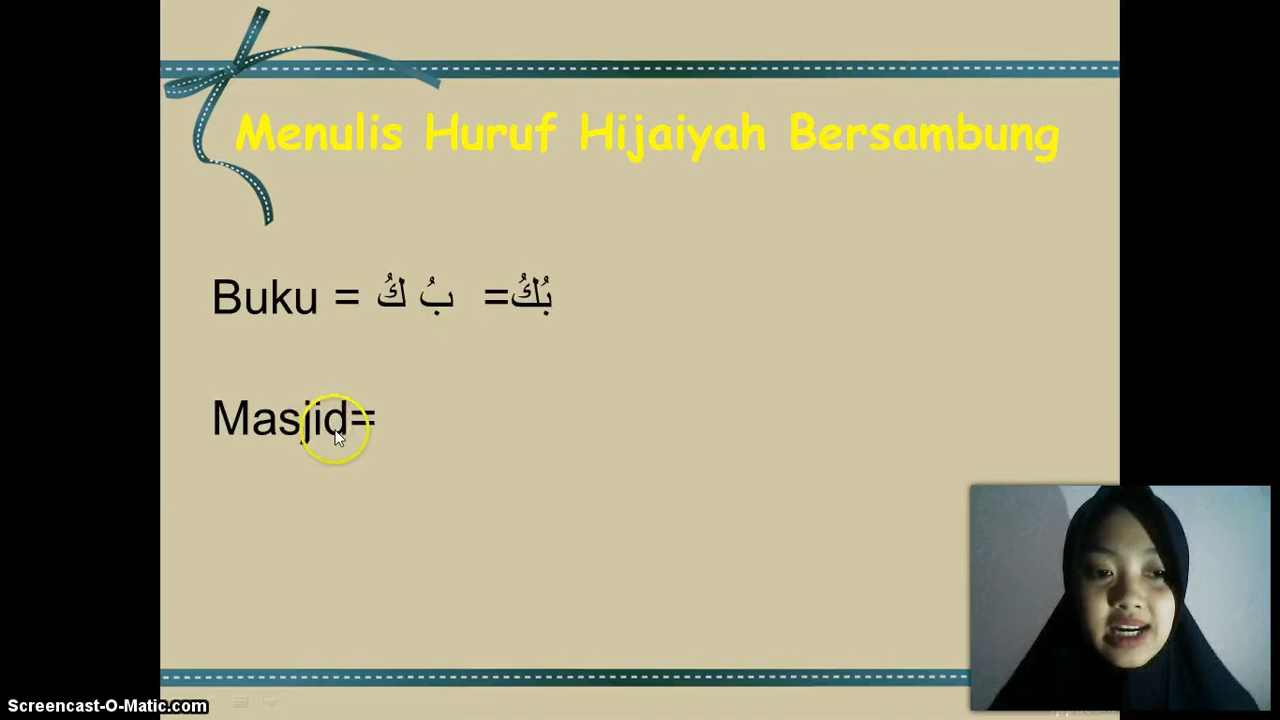 Menulis Huruf Hijaiyah Bersambung
Buku = بُ كُ =بُكُ
Masjid=
Screencast-O-Matic.com